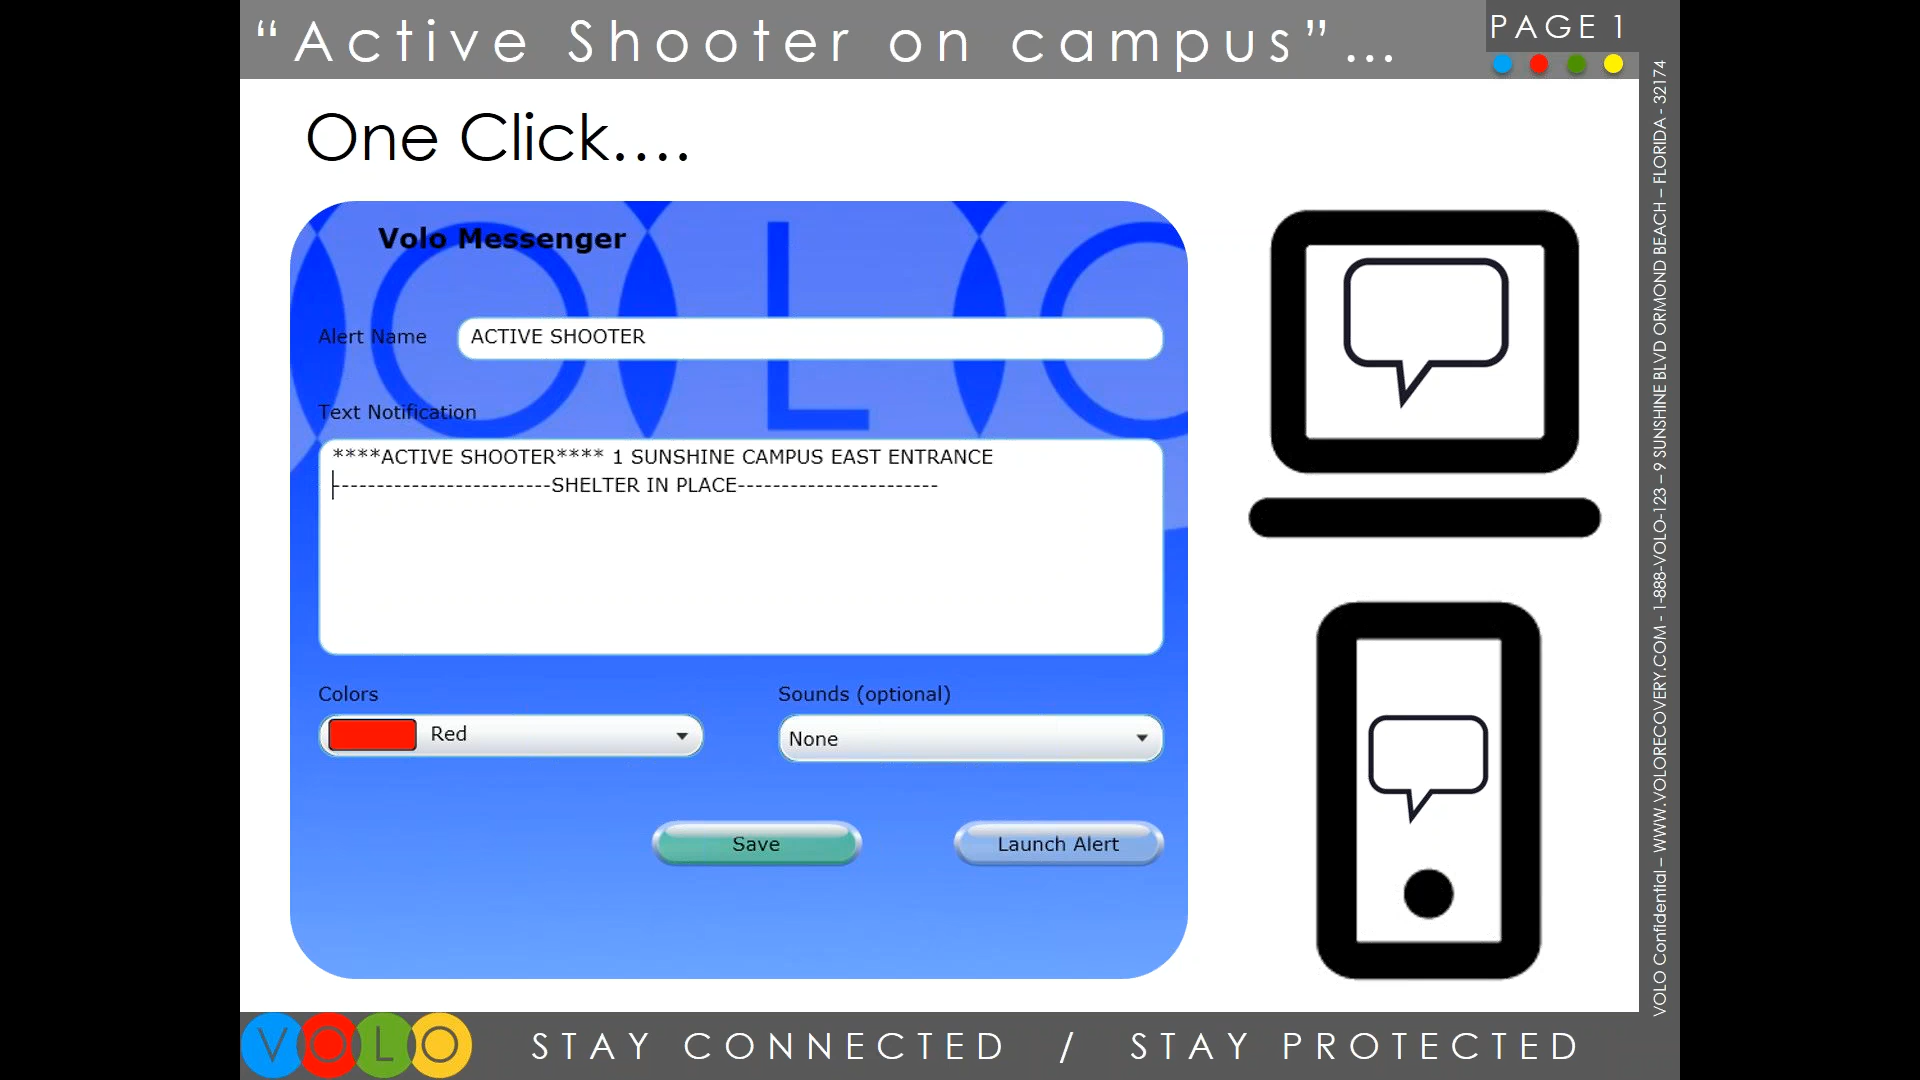 “Active Shooter on campus”...
PAGE 1
One Click....
Volo Messenger
Alert Name
ACTIVE SHOOTER
Text Notification
****ACTIVE SHOOTER**** 1 SUNSHINE CAMPUS EAST ENTRANCE
-------------------------SHELTER IN PLACE-----------------------
Colors
Sounds (optional)
Red
None
Save
Launch Alert
VOLO Confidential – WWW.VOLORECOVERY.COM - 1-888-VOLO-123 – 9 SUNSHINE BLVD ORMOND BEACH – FLORIDA - 32174
VOLO
STAY CONNECTED / STAY PROTECTED